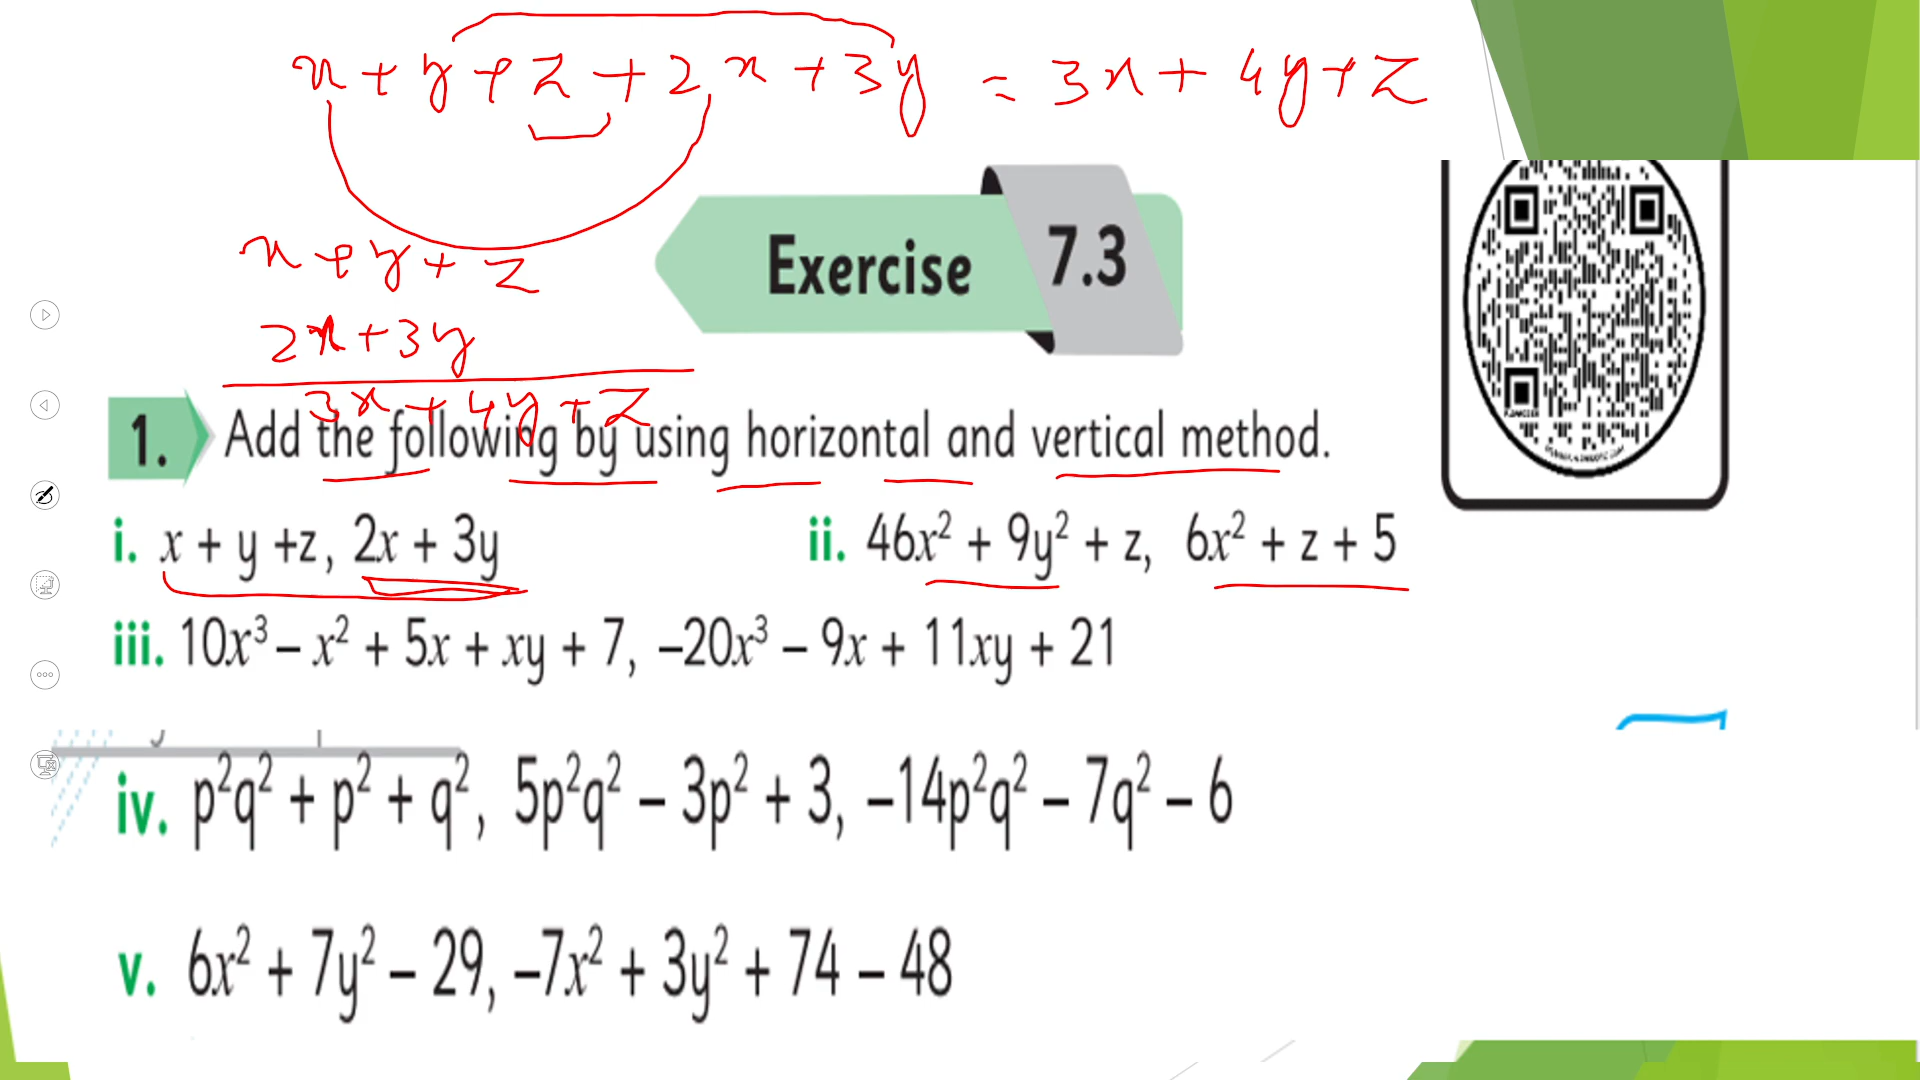 x + y + z + 2x + 3y = 3x + 4y + z
x + y + z
Exercise 7.3
2x + 3y
3x + 4y + z
1. Add the following by using horizontal and vertical method.
i. x + y +z, 2x + 3y
ii. 46x² + 9y² + z, 6x² + z + 5
iii. 10x³ – x² + 5x + xy + 7, –20x³ – 9x + 11xy + 21
iv. p²q² + p² + q², 5p²q² – 3p² + 3, –14p²q² – 7q² – 6
v. 6x² + 7y² – 29, –7x² + 3y² + 74 – 48